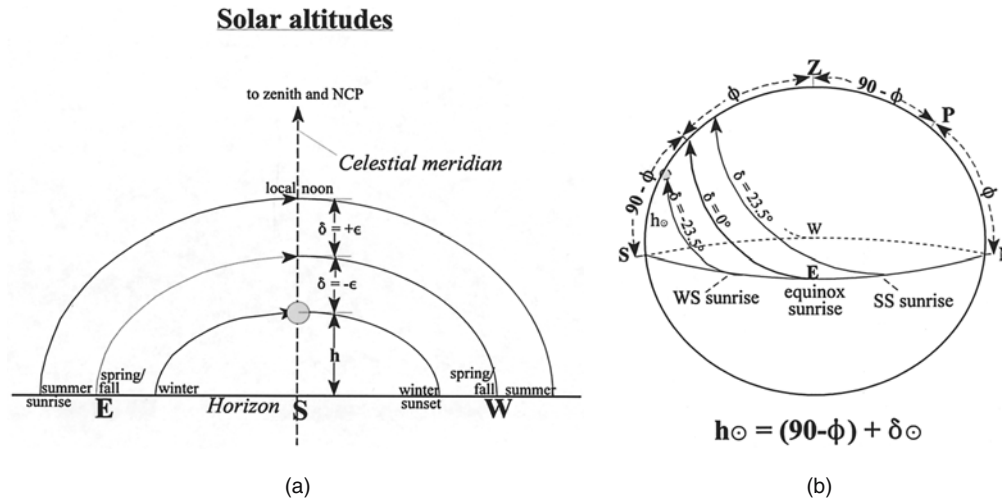 Solar altitudes
to zenith and NCP
Celestial meridian
local noon
δ = +ϵ
δ = -ϵ
h
summer
sunrise
spring/
fall
winter
winter
sunset
spring/
fall
summer
E
Horizon
S
W
(a)
Z
ϕ
90 - ϕ
P
90 - ϕ
ϕ
h⊙
δ = -23.5°
δ = 0°
δ = 23.5°
S
W
E
WS sunrise
equinox
sunrise
SS sunrise
h⊙ = (90-ϕ) + δ⊙
(b)